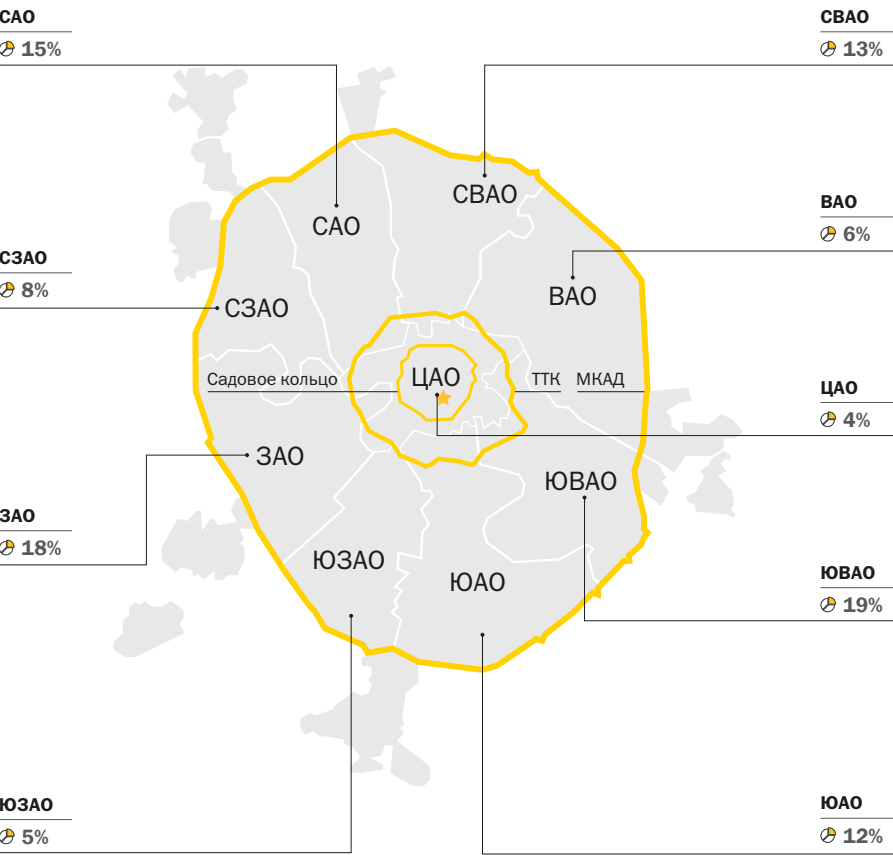 САО
15%
СВАО
13%
СВАО
САО
ВАО
6%
СЗАО
8%
ВАО
СЗАО
Садовое кольцо
ЦАО
ТТК
МКАД
ЦАО
4%
ЗАО
ЮВАО
ЗАО
18%
ЮЗАО
ЮАО
ЮВАО
19%
ЮЗАО
5%
ЮАО
12%